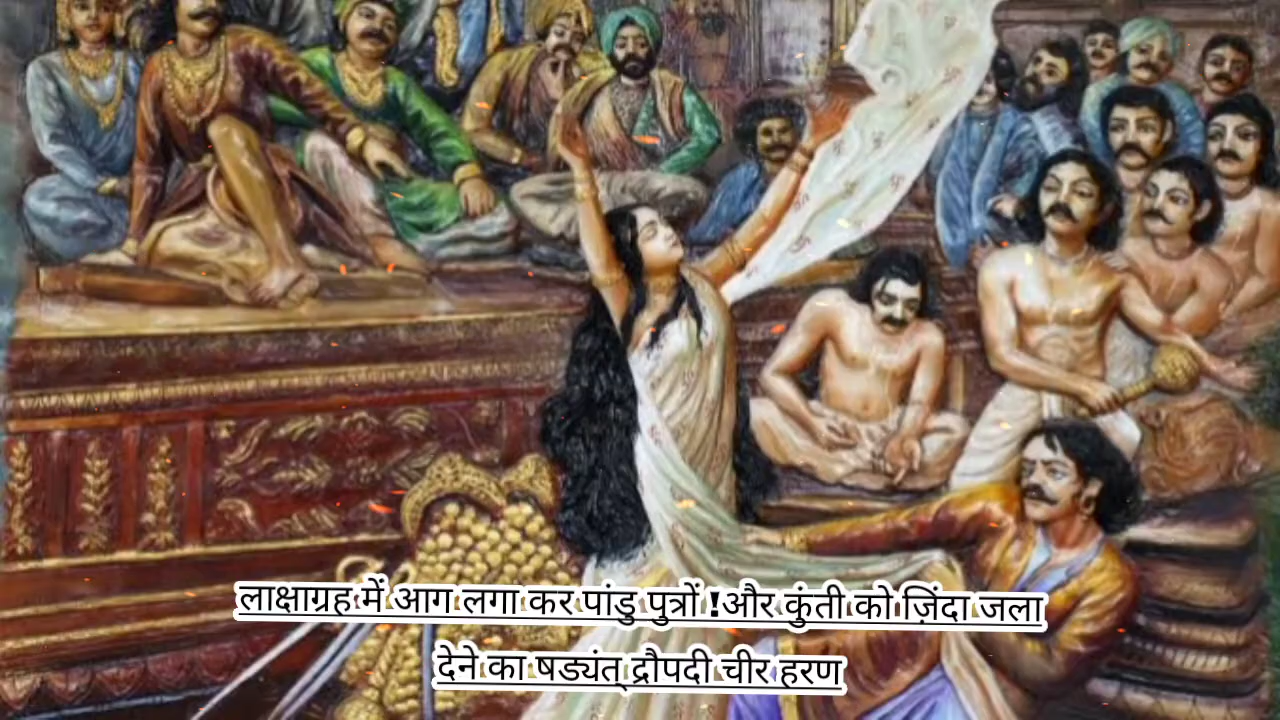 लाक्षाग्रह में आग लगा कर पांडु पुत्रों !और कुंती को ज़िंदा जला
देने का षड्यंत् द्रौपदी चीर हरण